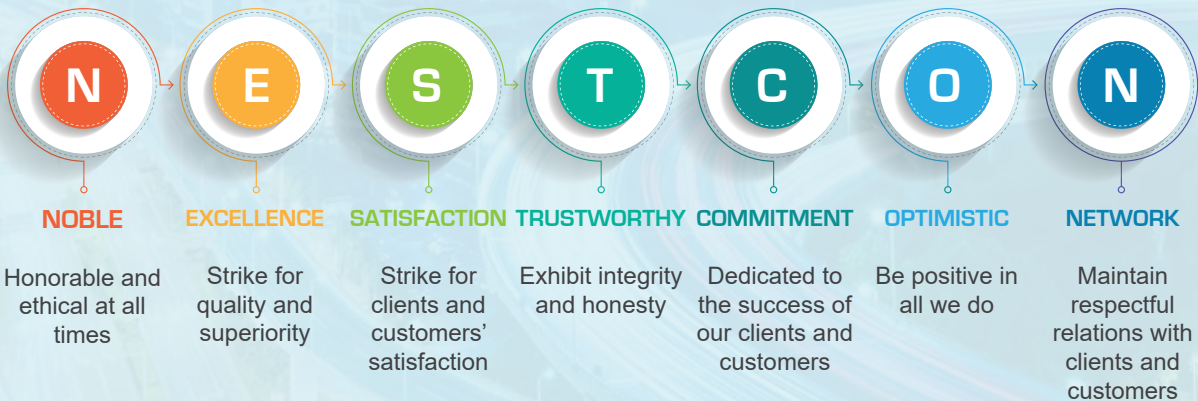 N
E
S
T
C
O
N
NOBLE
Honorable and
ethical at all
times
EXCELLENCE
Strike for
quality and
superiority
SATISFACTION
Strike for
clients and
customers’
satisfaction
TRUSTWORTHY
Exhibit integrity
and honesty
COMMITMENT
Dedicated to
the success of
our clients and
customers
OPTIMISTIC
Be positive in
all we do
NETWORK
Maintain
respectful
relations with
clients and
customers